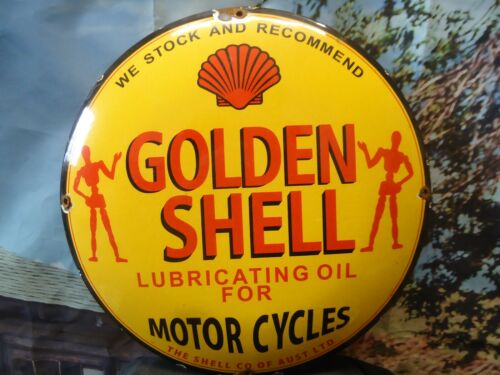 WE STOCK AND RECOMMEND
GOLDEN
SHELL
LUBRICATING OIL
FOR
MOTOR CYCLES
THE SHELL CO OF AUST. LTD